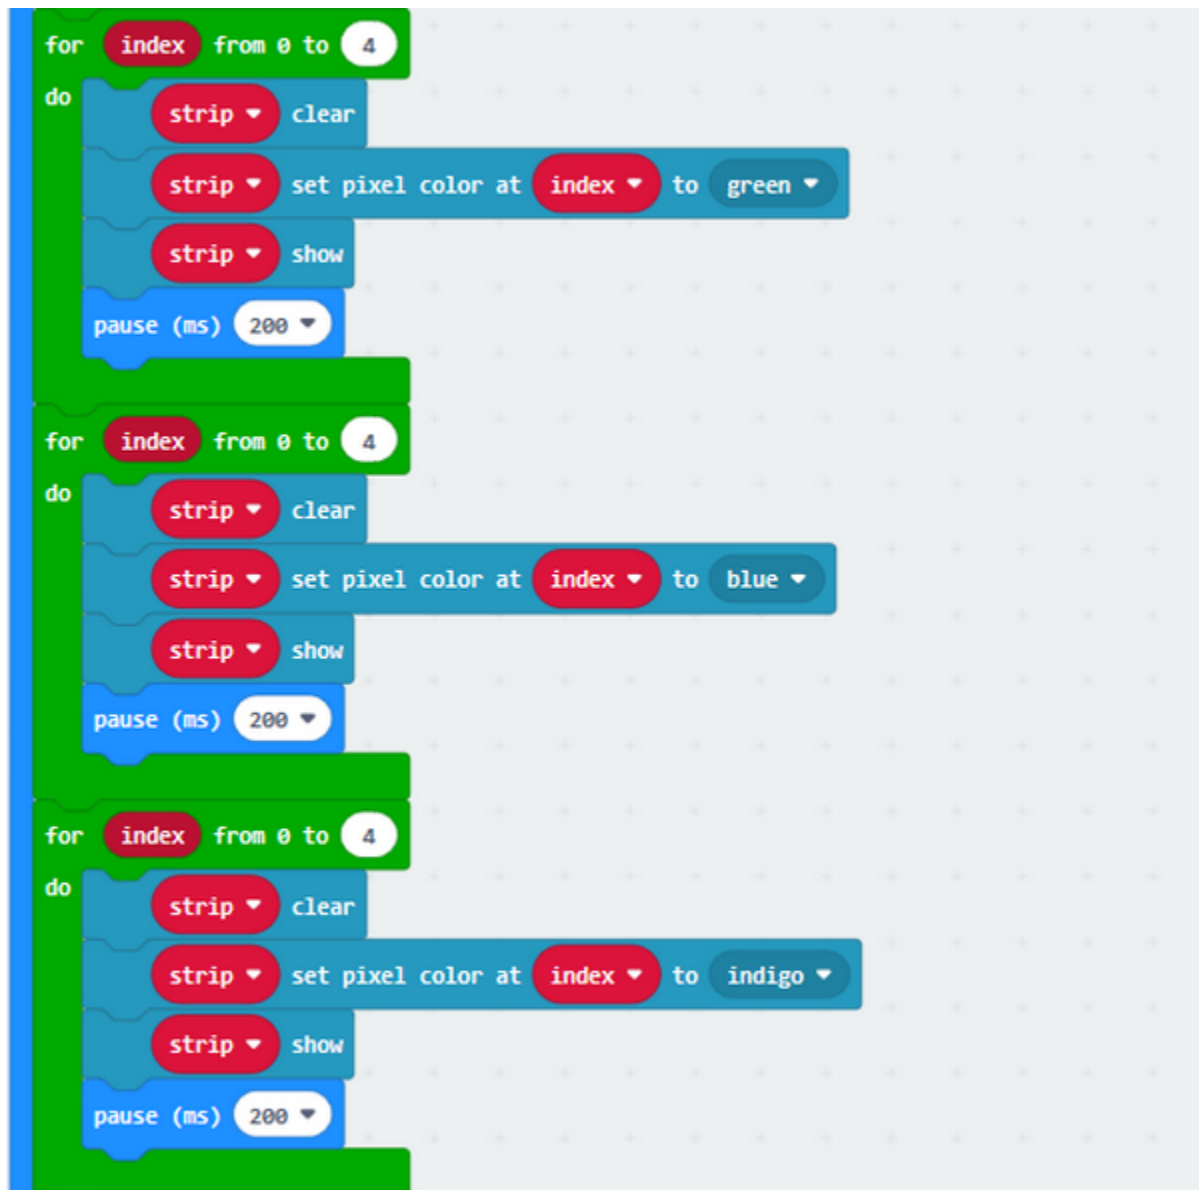 for index from 0 to 4
do
strip clear
strip set pixel color at index to green
strip show
pause (ms) 200
for index from 0 to 4
do
strip clear
strip set pixel color at index to blue
strip show
pause (ms) 200
for index from 0 to 4
do
strip clear
strip set pixel color at index to indigo
strip show
pause (ms) 200